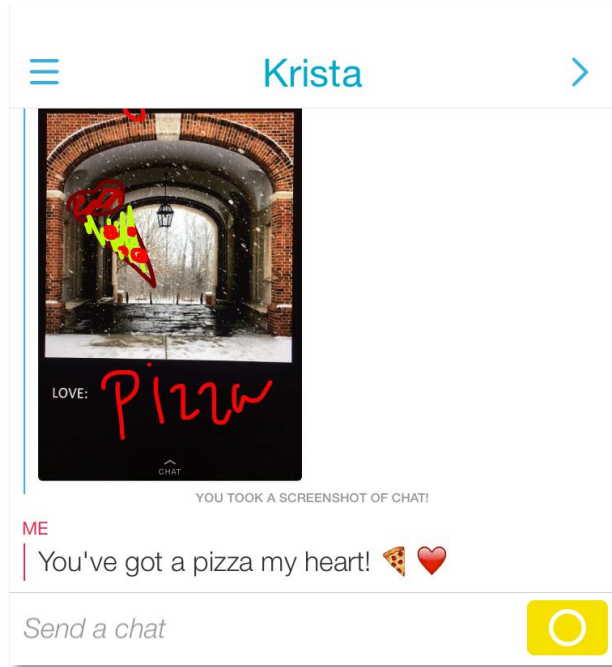 Krista
LOVE: Pizza
CHAT
YOU TOOK A SCREENSHOT OF CHAT!
ME
You've got a pizza my heart! 🍕 ❤️
Send a chat